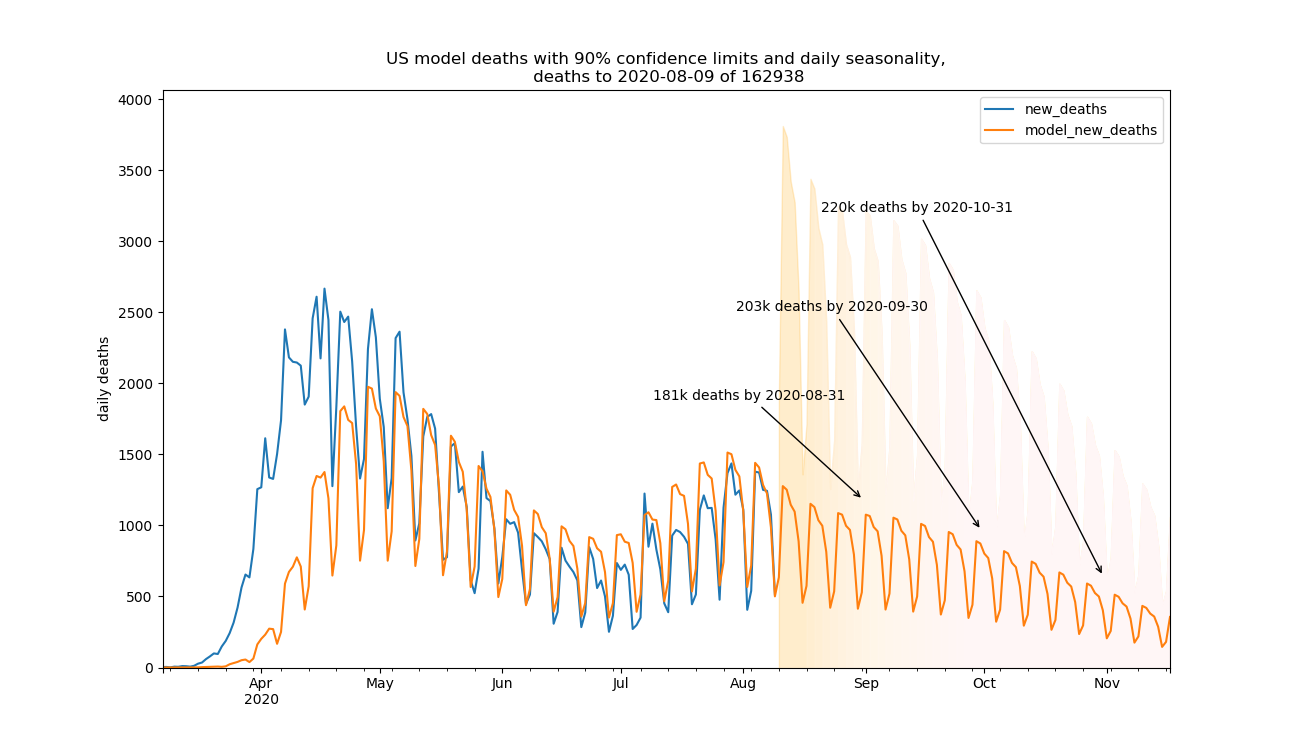 US model deaths with 90% confidence limits and daily seasonality,
deaths to 2020-08-09 of 162938
new_deaths
model_new_deaths
4000
3500
3000
2500
2000
1500
1000
500
0
daily deaths
220k deaths by 2020-10-31
203k deaths by 2020-09-30
181k deaths by 2020-08-31
Apr
2020
May
Jun
Jul
Aug
Sep
Oct
Nov